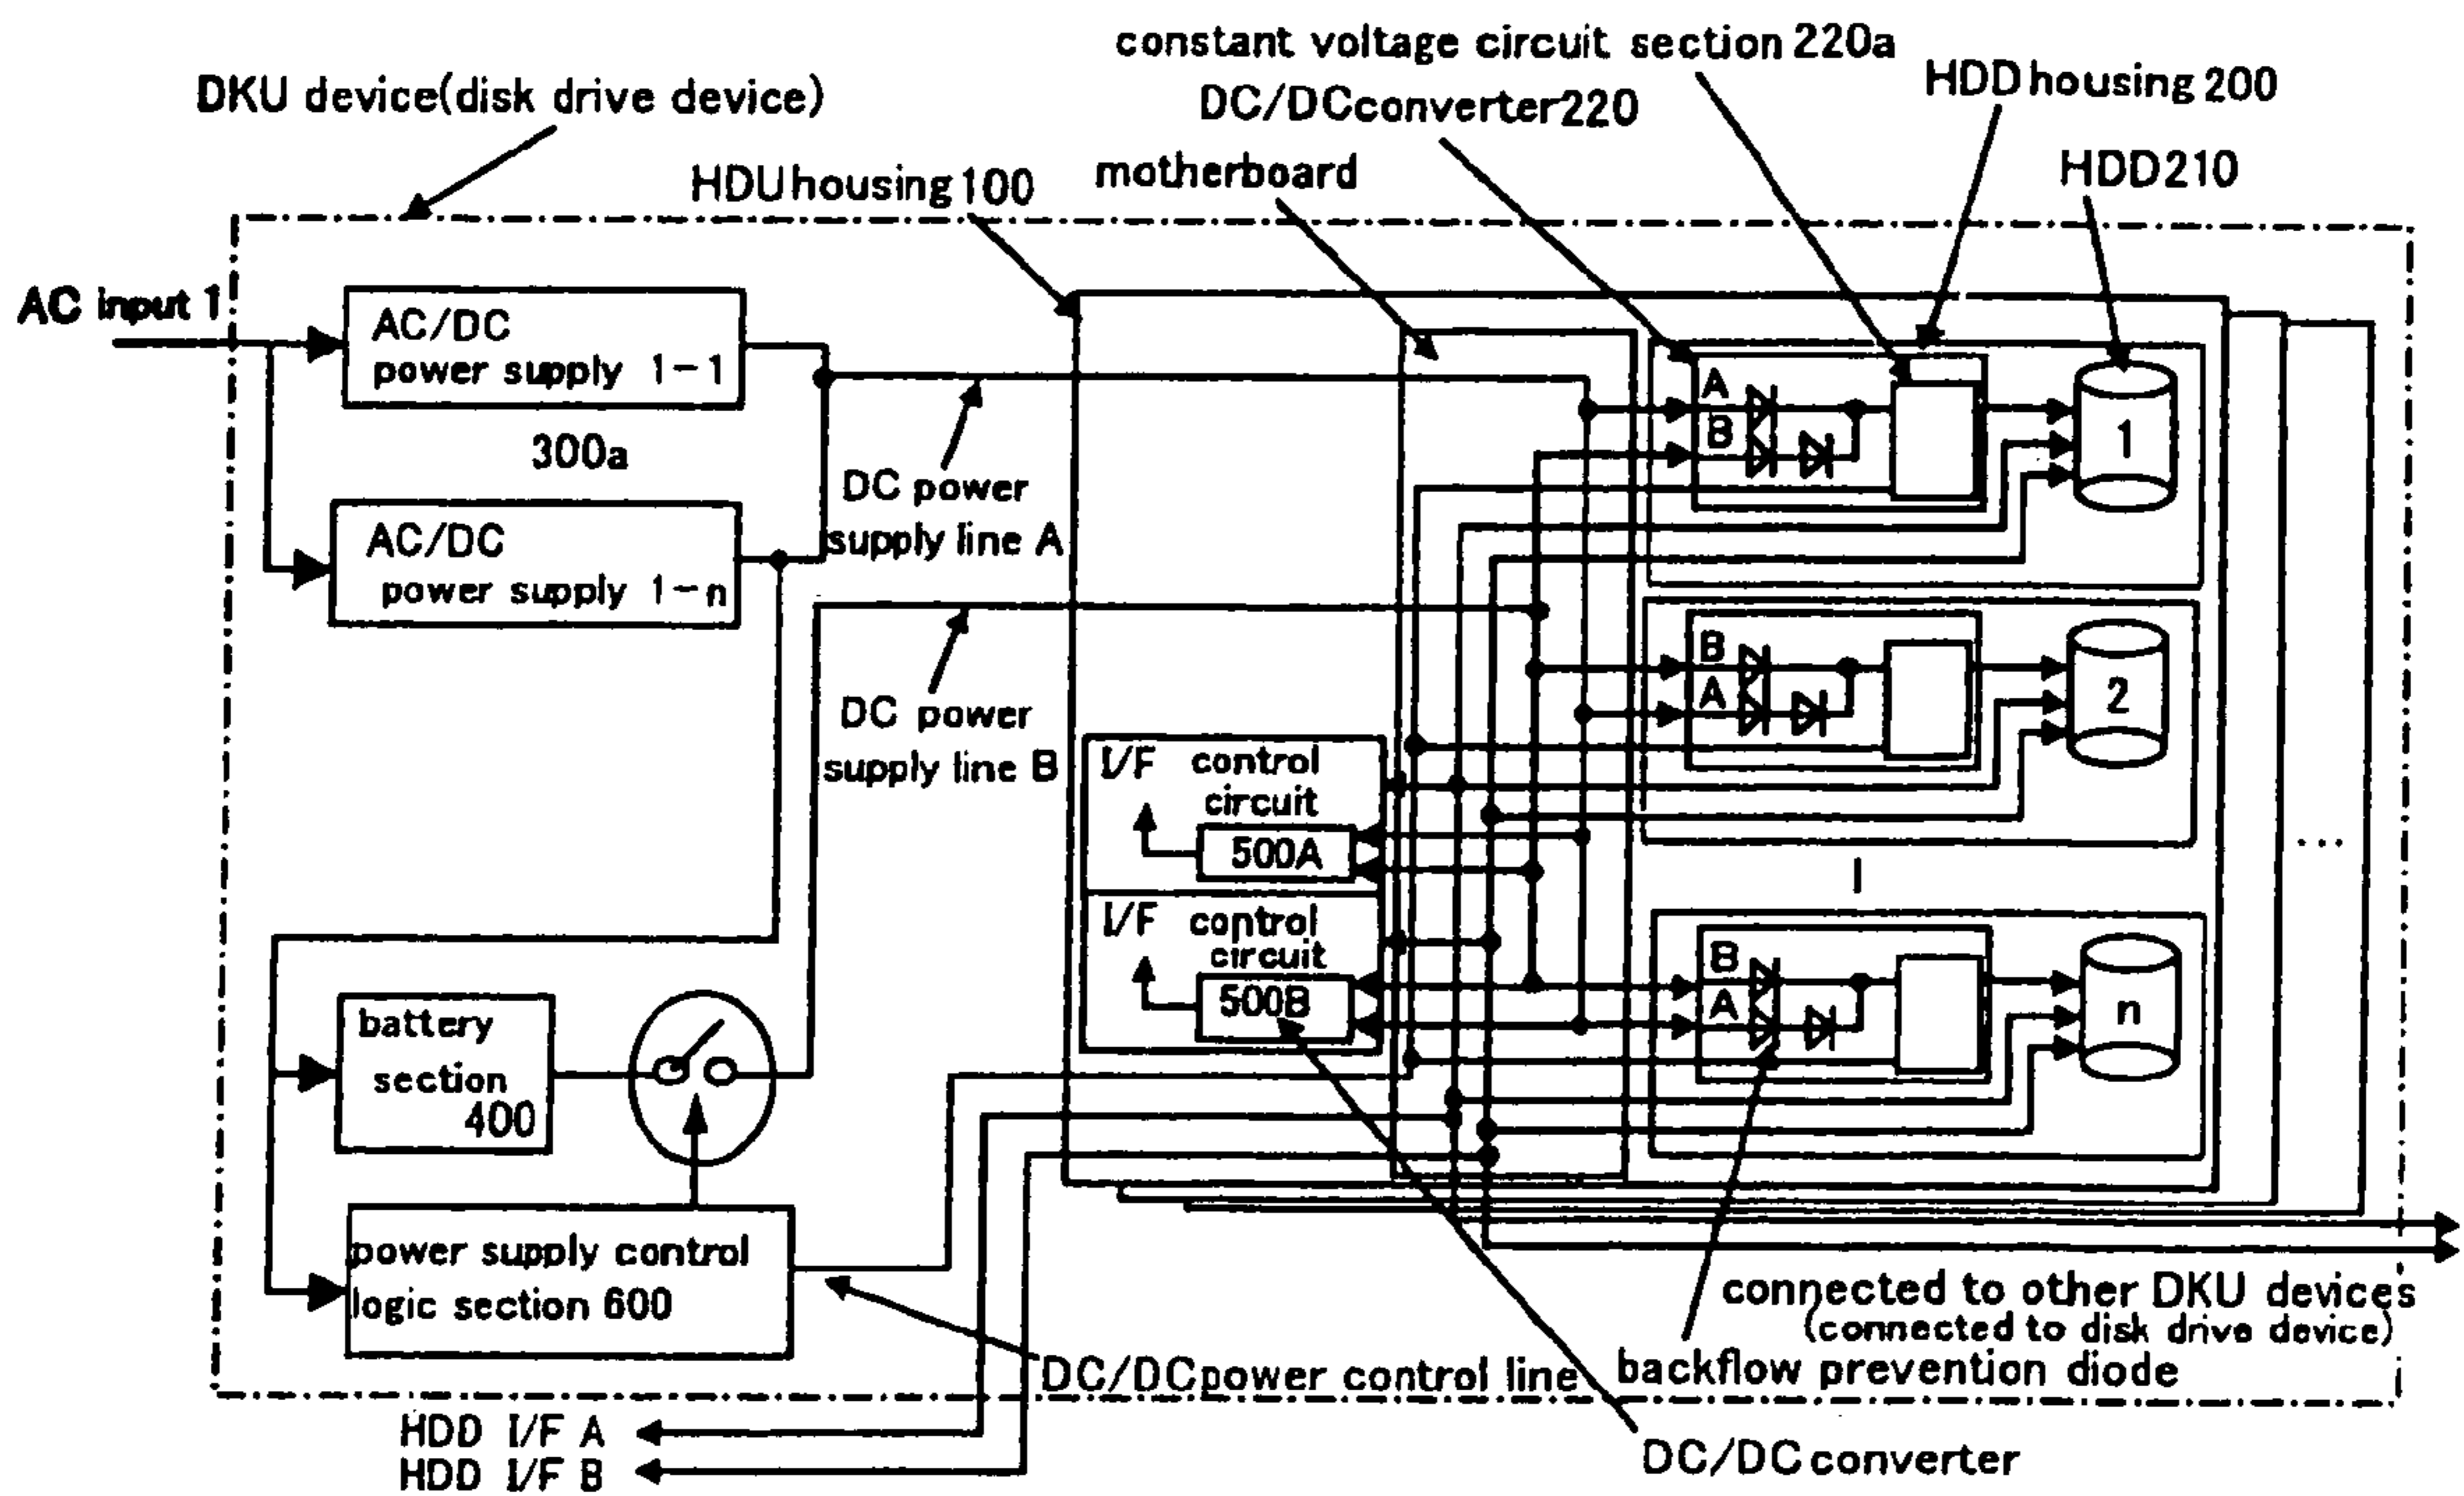 constant voltage circuit section 220a
DKU device(disk drive device)
DC/DCconverter220
HDD housing 200
HDU housing 100
motherboard
HDD210
AC input 1
AC/DC
power supply 1-1
300a
AC/DC
power supply 1-n
DC power
supply line A
DC power
supply line B
A
B
1
B
A
2
I/F control
circuit
500A
I/F control
circuit
500B
B
A
n
...
battery
section
400
power supply control
logic section 600
connected to other DKU devices
(connected to disk drive device)
DC/DCpower control line
backflow prevention diode
HDD I/F A
HDD I/F B
DC/DC converter